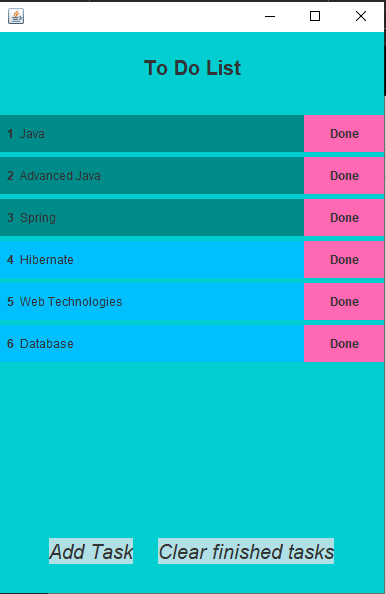 To Do List
1 Java Done
2 Advanced Java Done
3 Spring Done
4 Hibernate Done
5 Web Technologies Done
6 Database Done
Add Task Clear finished tasks